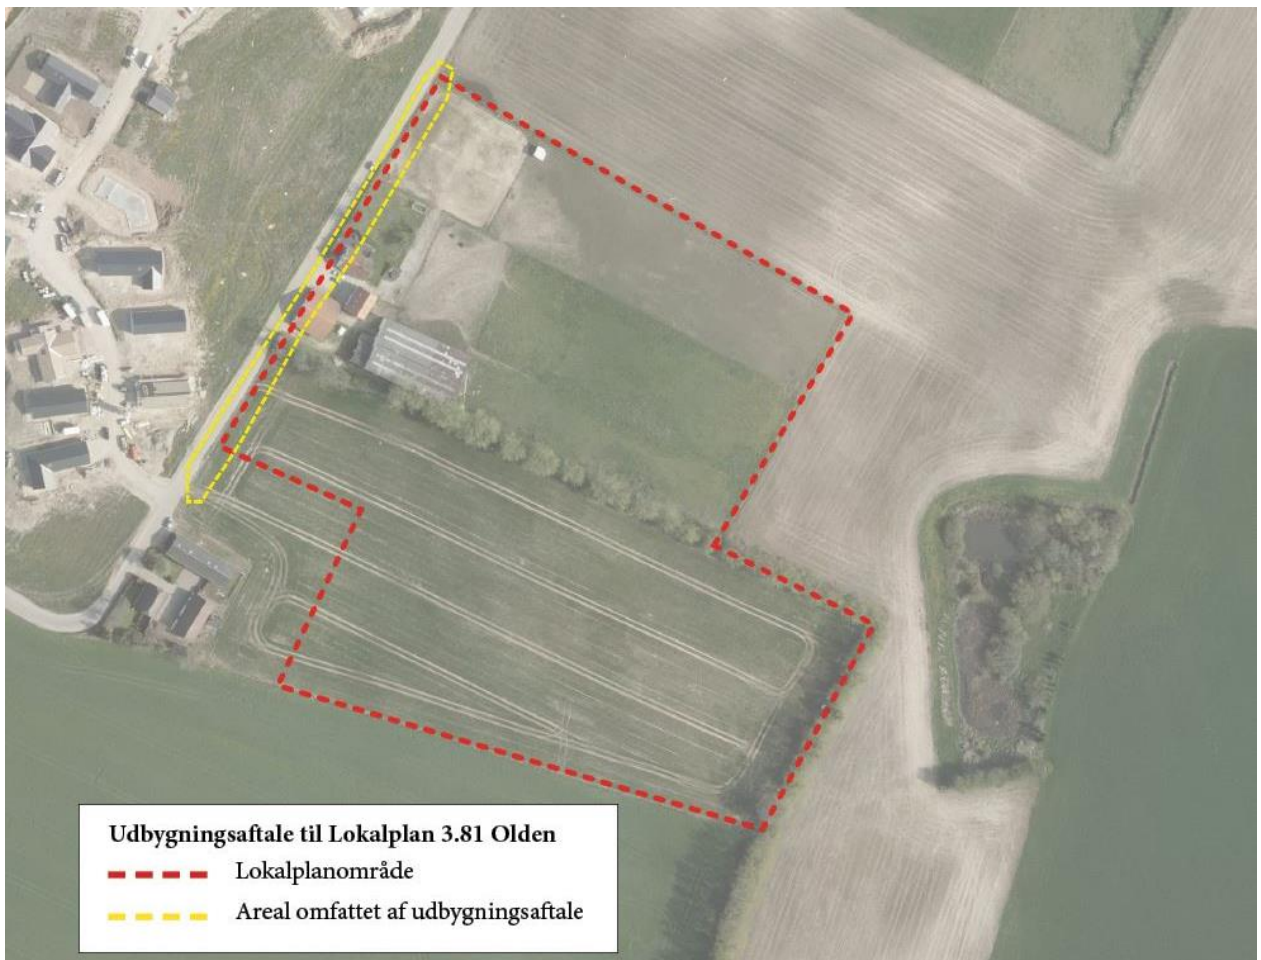 Udbygningsaftale til Lokalplan 3.81 Olden
Lokalplanområde
Areal omfattet af udbygningsaftale